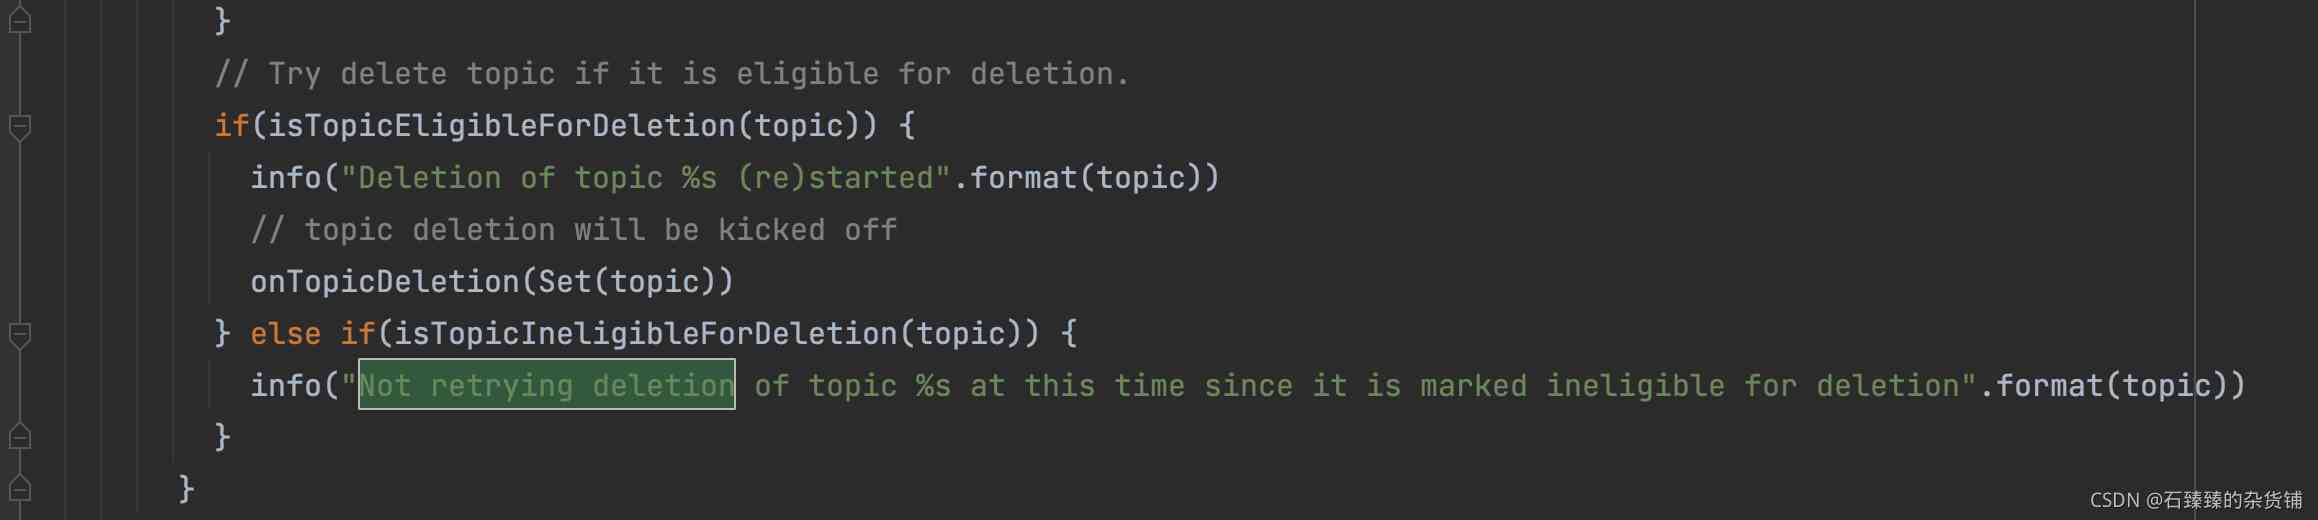 }
// Try delete topic if it is eligible for deletion.
if(isTopicEligibleForDeletion(topic)) {
info("Deletion of topic %s (re)started".format(topic))
// topic deletion will be kicked off
onTopicDeletion(Set(topic))
} else if(isTopicIneligibleForDeletion(topic)) {
info("Not retrying deletion of topic %s at this time since it is marked ineligible for deletion".format(topic))
}
}
CSDN @石臻臻的杂货铺